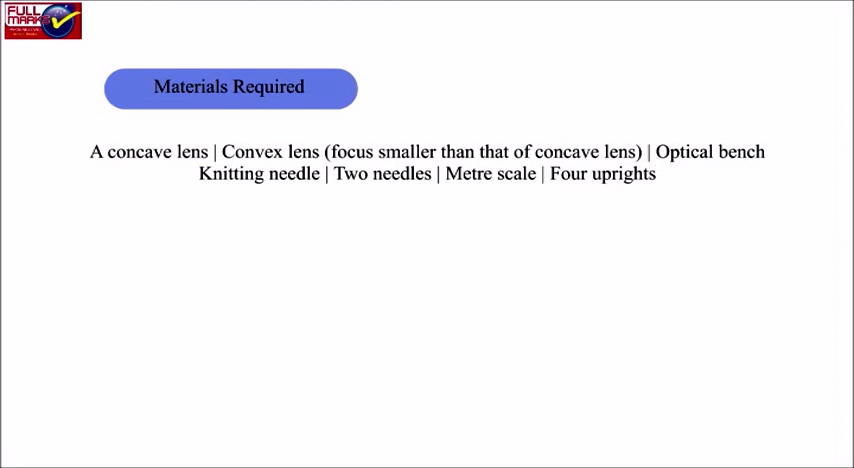 FULL
MARKS
Materials Required
A concave lens | Convex lens (focus smaller than that of concave lens) | Optical bench
Knitting needle | Two needles | Metre scale | Four uprights